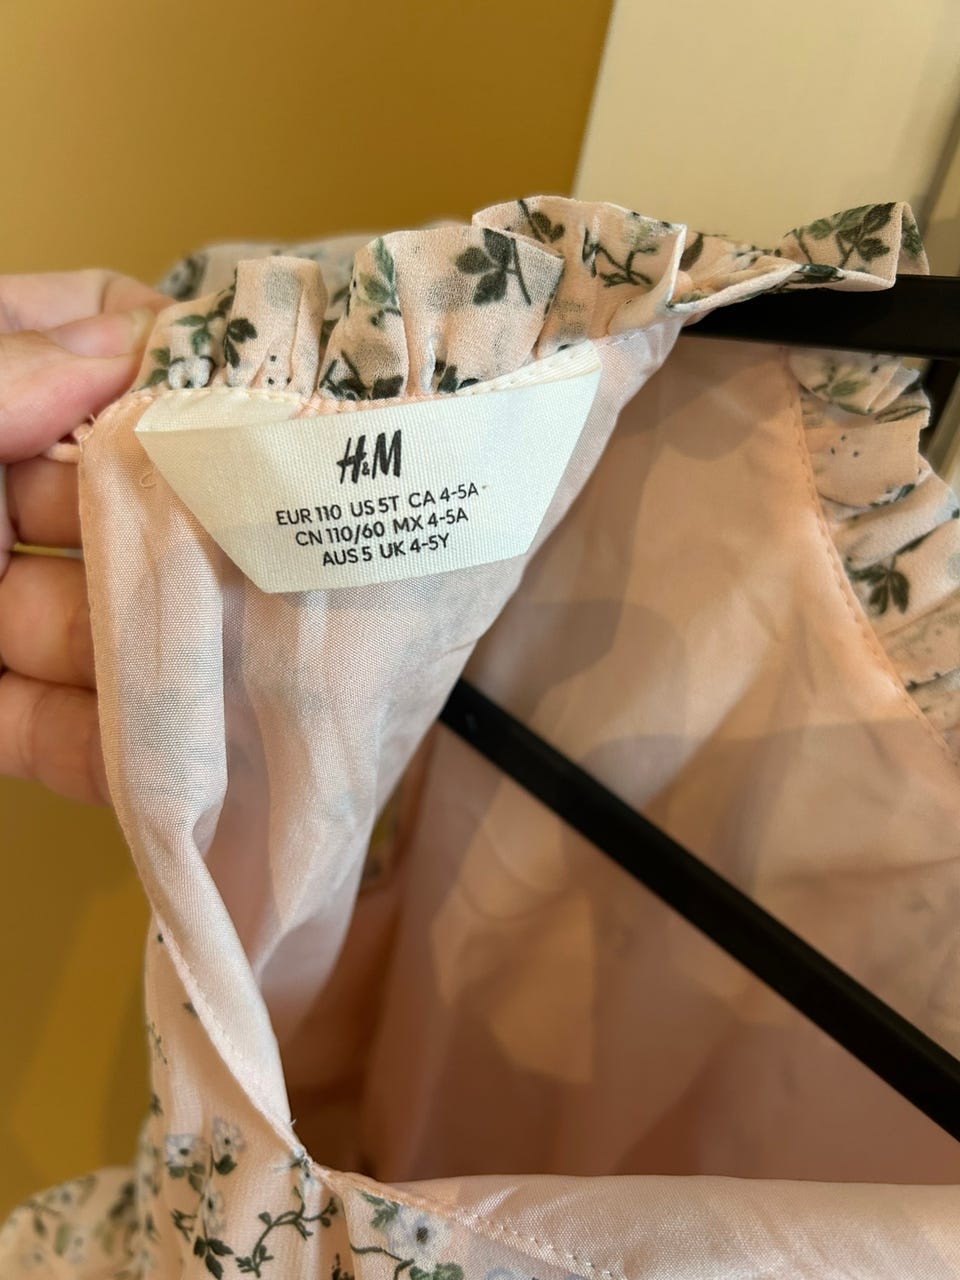 H&M
EUR 110 US 5T CA 4-5A
CN 110/60 MX 4-5A
AUS 5 UK 4-5Y